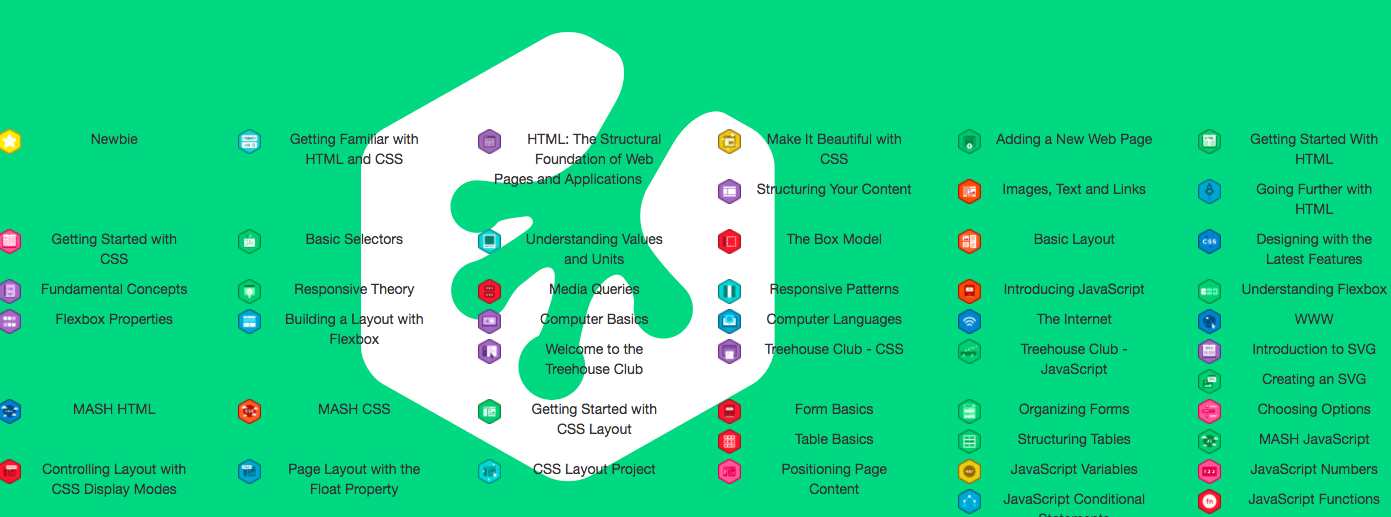 Newbie
Getting Familiar with
HTML and CSS
HTML: The Structural
Foundation of Web
Pages and Applications
Make It Beautiful with
CSS
Adding a New Web Page
Getting Started With
HTML
Structuring Your Content
Images, Text and Links
Going Further with
HTML
Getting Started with
CSS
Basic Selectors
Understanding Values
and Units
The Box Model
Basic Layout
CSS
Designing with the
Latest Features
Fundamental Concepts
Responsive Theory
Media Queries
Responsive Patterns
Introducing JavaScript
Understanding Flexbox
Flexbox Properties
Building a Layout with
Flexbox
Computer Basics
Computer Languages
The Internet
WWW
Welcome to the
Treehouse Club
Treehouse Club - CSS
Treehouse Club -
JavaScript
Introduction to SVG
Creating an SVG
MASH HTML
MASH CSS
Getting Started with
CSS Layout
Form Basics
Organizing Forms
Choosing Options
Table Basics
Structuring Tables
MASH JavaScript
Controlling Layout with
CSS Display Modes
Page Layout with the
Float Property
CSS Layout Project
Positioning Page
Content
JavaScript Variables
1 2 3
JavaScript Numbers
JavaScript Conditional
Statements
fn
JavaScript Functions